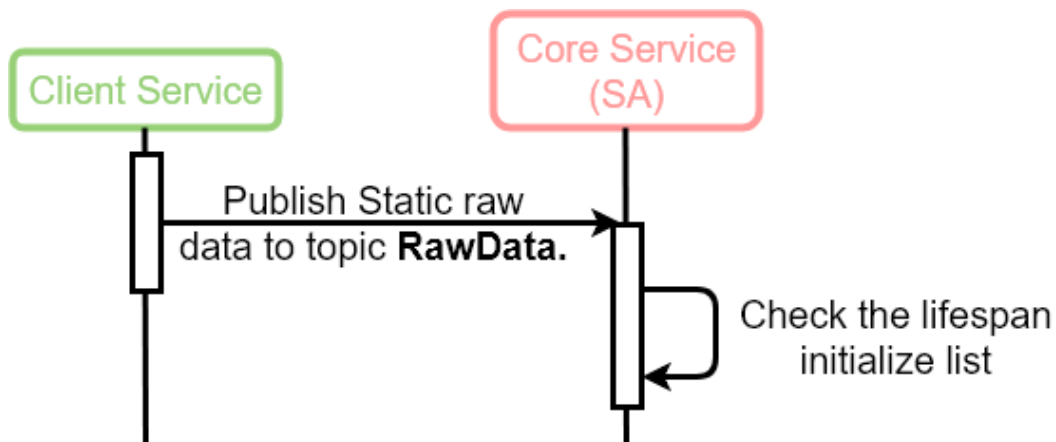 Client Service
Core Service
(SA)
Publish Static raw
data to topic RawData.
Check the lifespan
initialize list